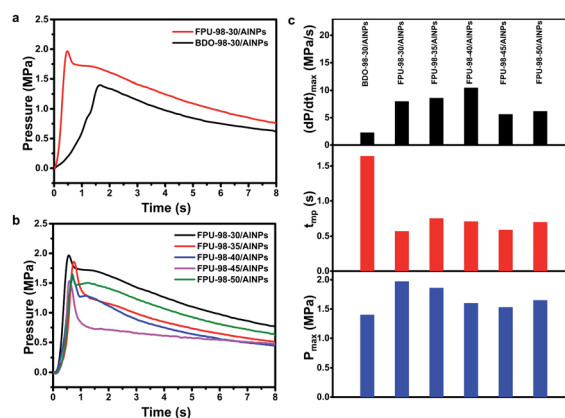 a
FPU-98-30/AlNPs
BDO-98-30/AlNPs
Pressure (MPa)
2.5
2.0
1.5
1.0
0.5
0.0
0 1 2 3 4 5 6 7 8
Time (s)
b
FPU-98-30/AlNPs
FPU-98-35/AlNPs
FPU-98-40/AlNPs
FPU-98-45/AlNPs
FPU-98-50/AlNPs
Pressure (MPa)
2.5
2.0
1.5
1.0
0.5
0.0
0 1 2 3 4 5 6 7 8
Time (s)
c
BDO-98-30/AlNPs
FPU-98-30/AlNPs
FPU-98-35/AlNPs
FPU-98-40/AlNPs
FPU-98-45/AlNPs
FPU-98-50/AlNPs
(dP/dt)max (MPa/s)
20
15
10
5
0
tmp (s)
1.5
1.0
0.5
0.0
Pmax (MPa)
2.0
1.5
1.0
0.5
0.0